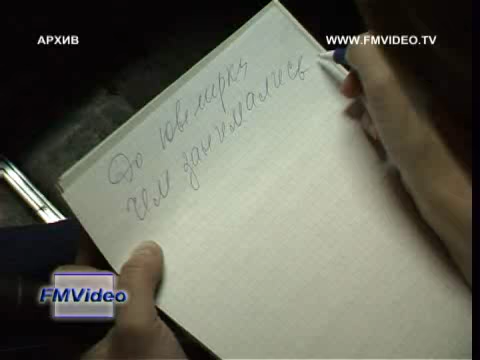 АРХИВ
WWW.FMVIDEO.TV
До ювелирки
чем занимались
FMVideo